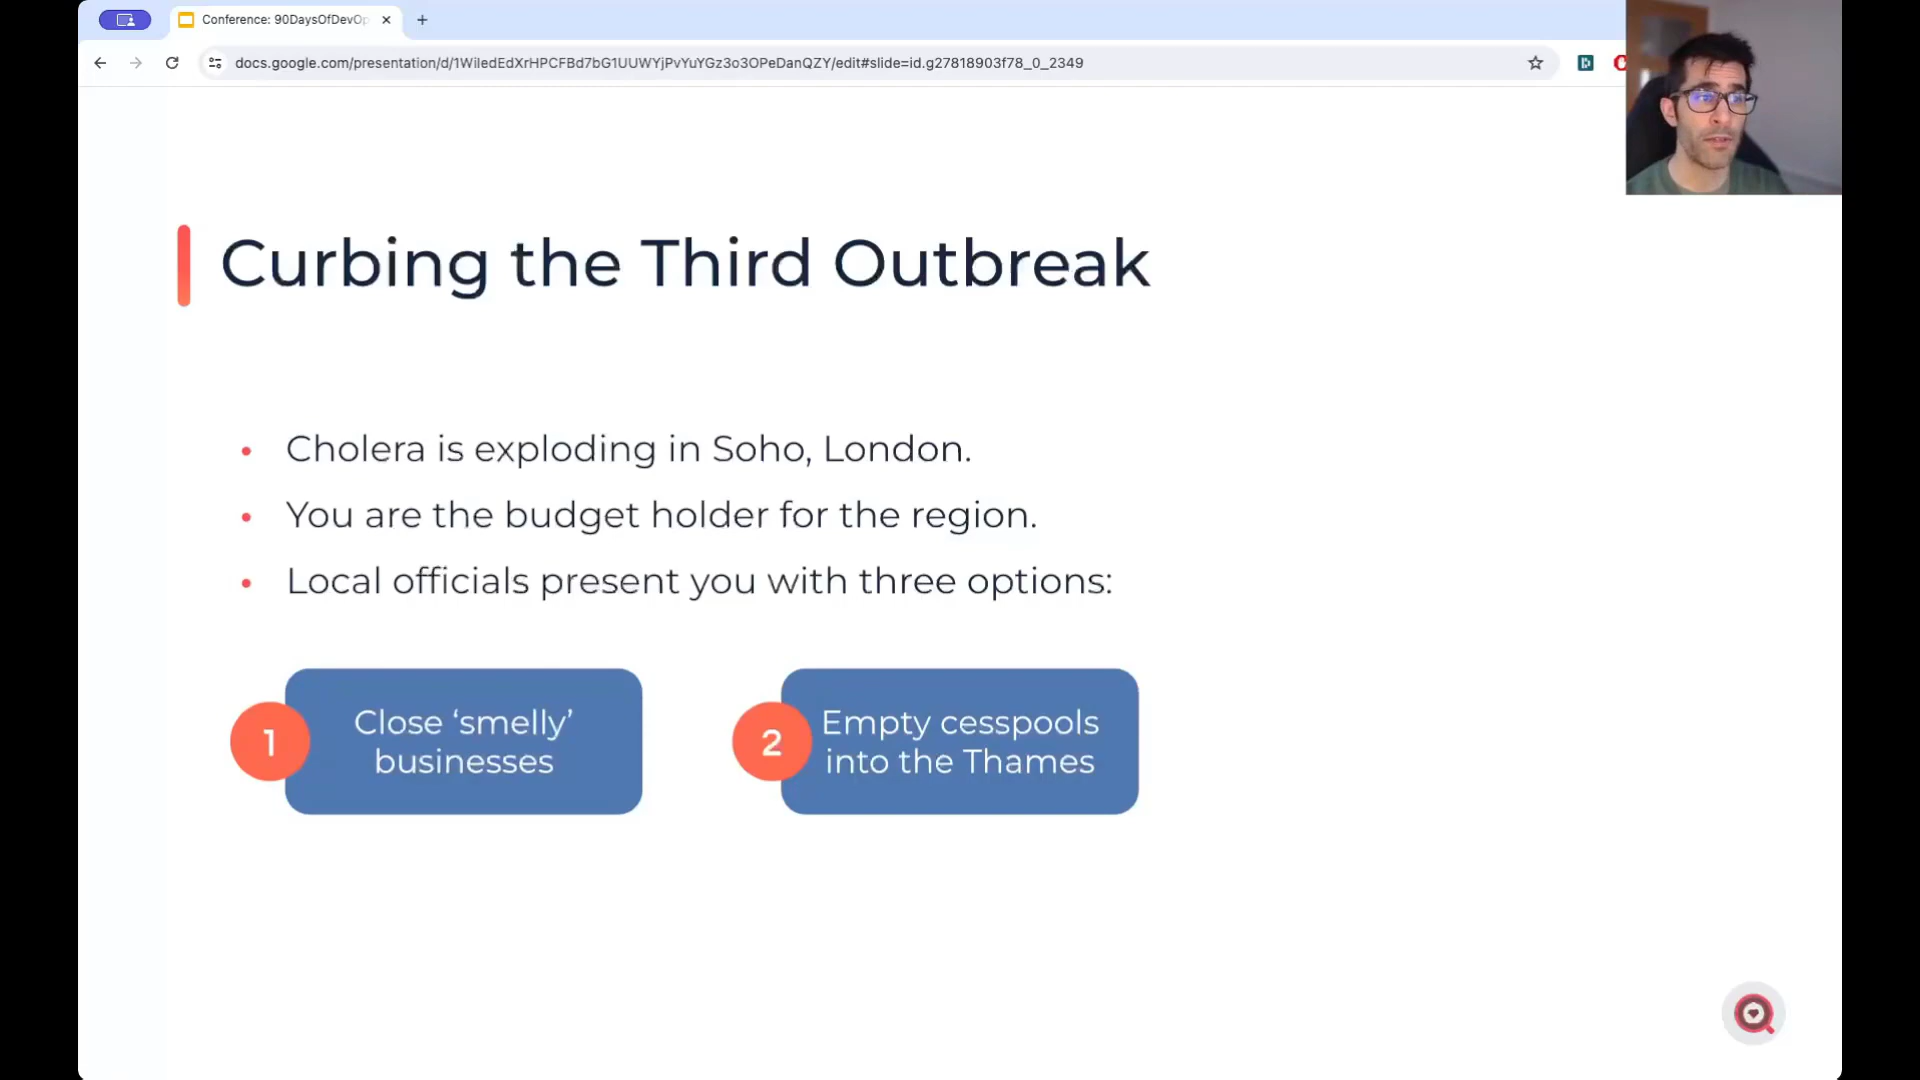 Conference: 90DaysOfDevOp
docs.google.com/presentation/d/1WiledEdXrHPCFBd7bG1UUWYjPvYuYGz3o3OPeDanQZY/edit#slide=id.g27818903f78_0_2349
Curbing the Third Outbreak
• Cholera is exploding in Soho, London.
• You are the budget holder for the region.
• Local officials present you with three options:
1
Close ‘smelly’
businesses
2
Empty cesspools
into the Thames